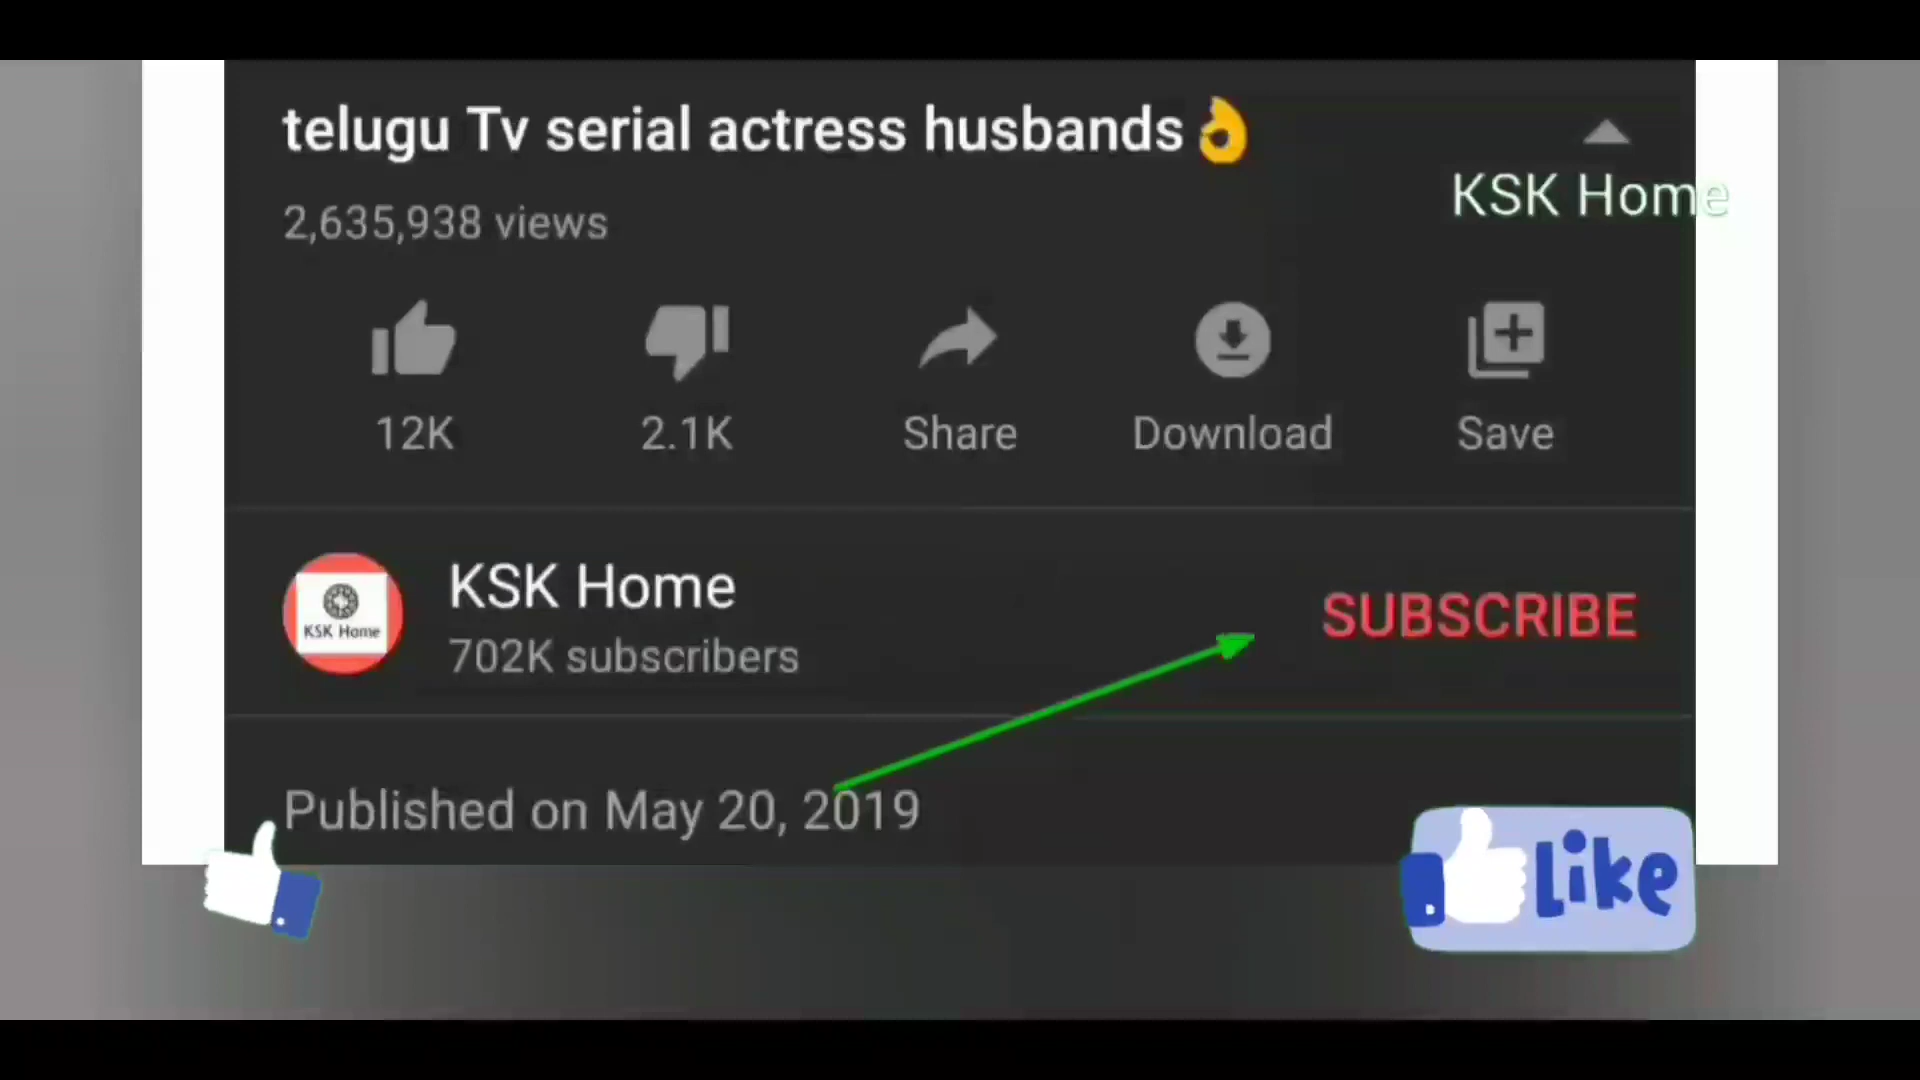 telugu Tv serial actress husbands👌
KSK Home
2,635,938 views
12K
2.1K
Share
Download
Save
KSK Home
KSK Home
702K subscribers
SUBSCRIBE
Published on May 20, 2019
Like